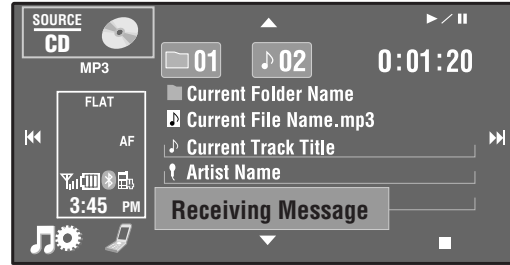 SOURCE
CD
MP3
01
02
0:01:20
FLAT
AF
3:45 PM
Current Folder Name
Current File Name.mp3
Current Track Title
Artist Name
Receiving Message